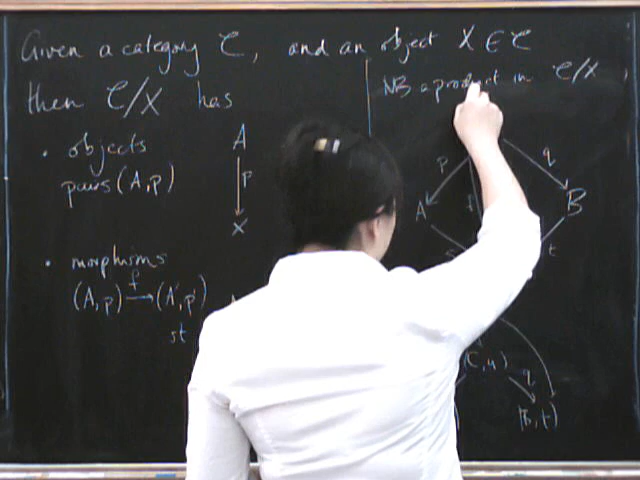 Given a category C, and an object X ∈ C
then C/X has
· objects
pairs (A, p)
A
p
X
· morphisms
(A, p) f→ (A', p')
st
NB a product in C/X
p q
A f B
s t
(C, u)
q
(B, t)